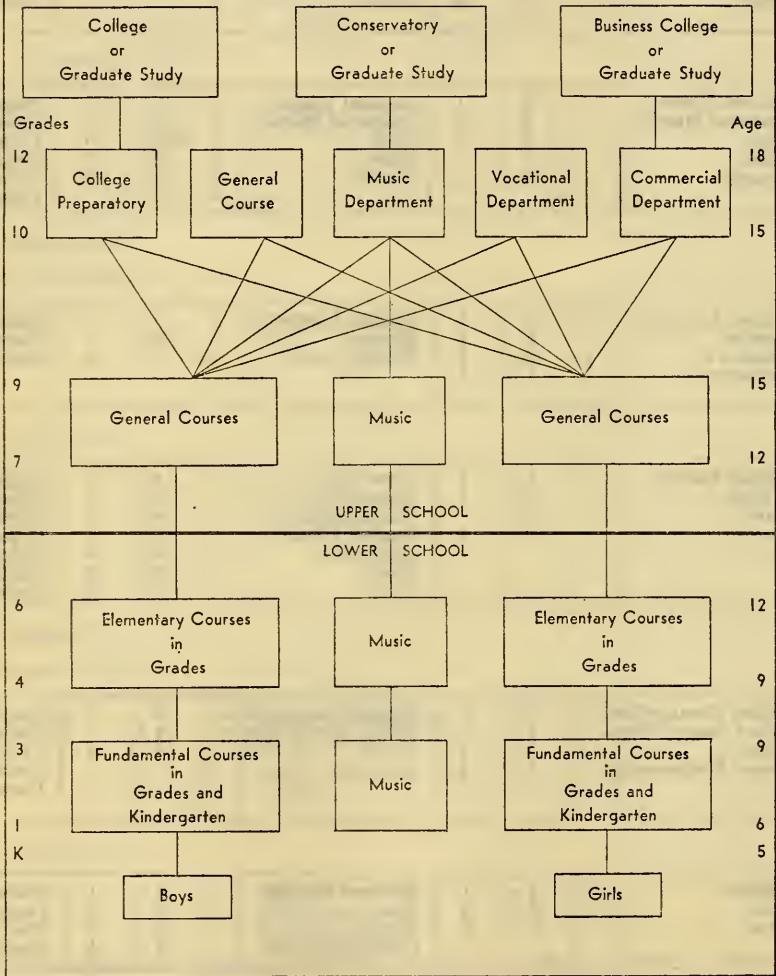 College
or
Graduate Study
Conservatory
or
Graduate Study
Business College
or
Graduate Study
Grades
Age
12
College
Preparatory
General
Course
Music
Department
Vocational
Department
Commercial
Department
18
10
15
9
General Courses
Music
General Courses
15
7
12
UPPER SCHOOL
LOWER SCHOOL
6
Elementary Courses
in
Grades
Music
Elementary Courses
in
Grades
12
4
9
3
Fundamental Courses
in
Grades and
Kindergarten
Music
Fundamental Courses
in
Grades and
Kindergarten
9
1
6
K
5
Boys
Girls